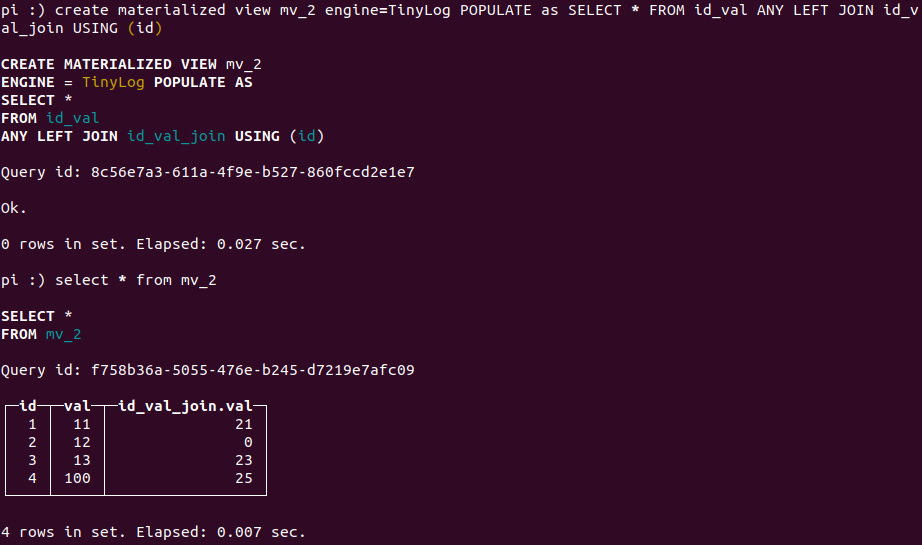 pi :) create materialized view mv_2 engine=TinyLog POPULATE as SELECT * FROM id_val ANY LEFT JOIN id_v
al_join USING (id)
CREATE MATERIALIZED VIEW mv_2
ENGINE = TinyLog POPULATE AS
SELECT *
FROM id_val
ANY LEFT JOIN id_val_join USING (id)
Query id: 8c56e7a3-611a-4f9e-b527-860fccd2e1e7
Ok.
0 rows in set. Elapsed: 0.027 sec.
pi :) select * from mv_2
SELECT *
FROM mv_2
Query id: f758b36a-5055-476e-b245-d7219e7afc09
id val id_val_join.val
1 11 21
2 12 0
3 13 23
4 100 25
4 rows in set. Elapsed: 0.007 sec.